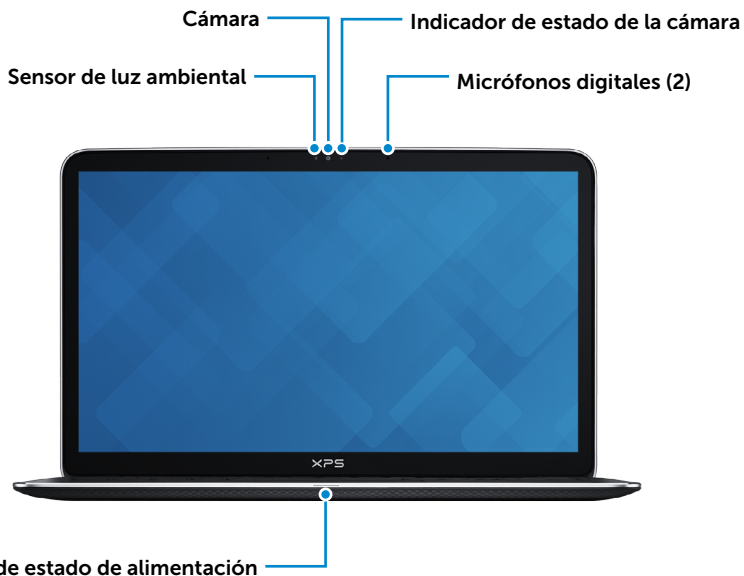 Cámara
Indicador de estado de la cámara
Sensor de luz ambiental
Micrófonos digitales (2)
XPS
de estado de alimentación